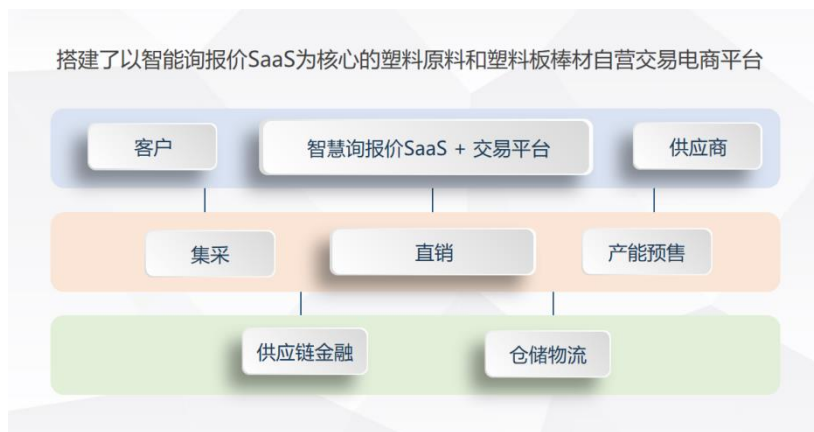 搭建了以智能询报价SaaS为核心的塑料原料和塑料板棒材自营交易电商平台
客户
智慧询报价SaaS + 交易平台
供应商
集采
直销
产能预售
供应链金融
仓储物流